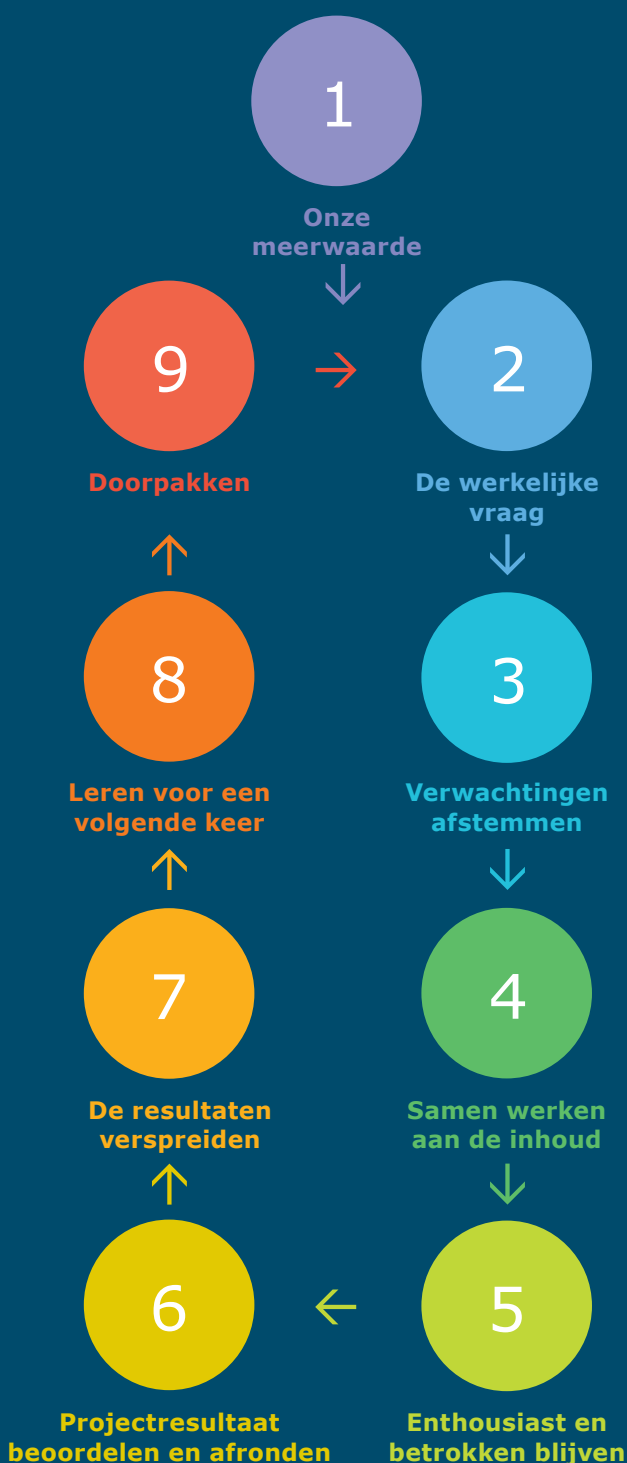 1
Onze
meerwaarde
2
De werkelijke
vraag
3
Verwachtingen
afstemmen
4
Samen werken
aan de inhoud
5
Enthousiast en
betrokken blijven
6
Projectresultaat
beoordelen en afronden
7
De resultaten
verspreiden
8
Leren voor een
volgende keer
9
Doorpakken